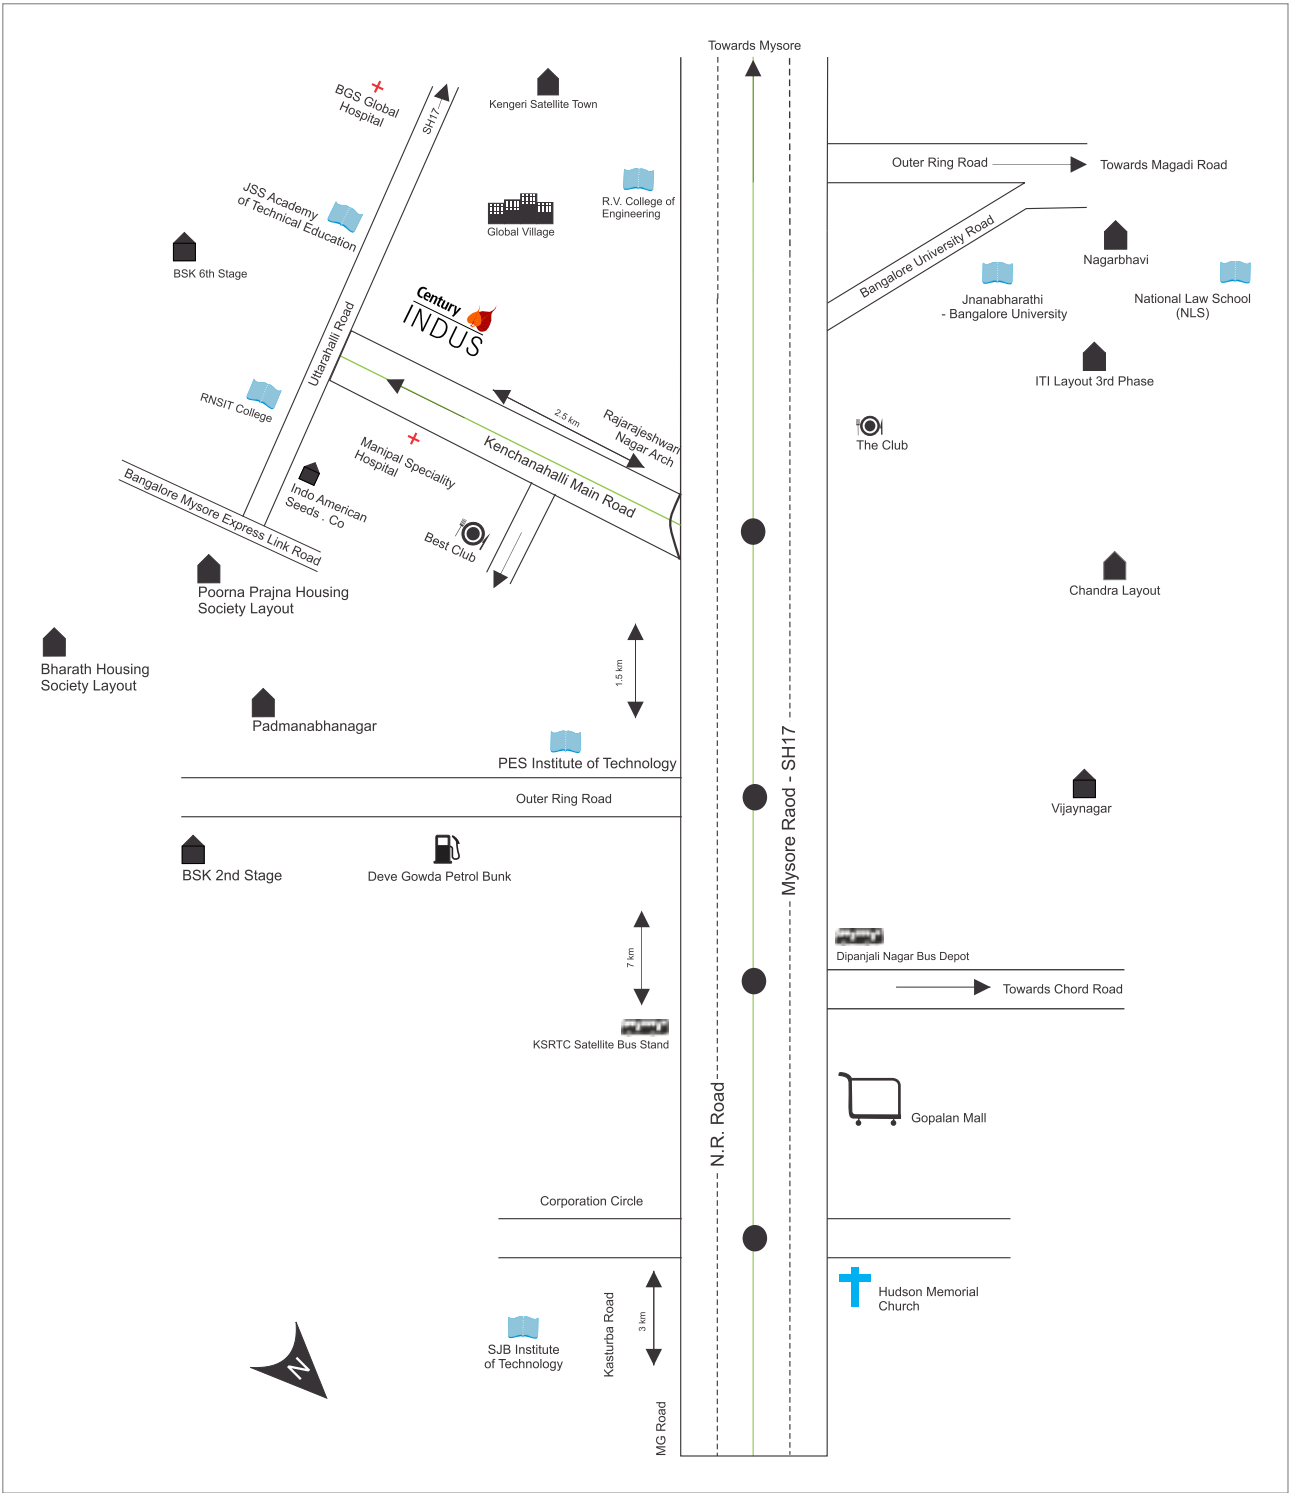 Towards Mysore
BGS Global
Hospital
SH17
Kengeri Satellite Town
Outer Ring Road
Towards Magadi Road
JSS Academy
of Technical Education
R.V. College of
Engineering
Global Village
Bangalore University Road
Nagarbhavi
BSK 6th Stage
Jnanabharathi
- Bangalore University
National Law School
(NLS)
Century
INDUS
Uttarahalli Road
ITI Layout 3rd Phase
RNSIT College
2.5 km
Rajarajeshwari
Nagar Arch
The Club
Manipal Speciality
Hospital
Kenchanahalli Main Road
Bangalore Mysore Express Link Road
Indo American
Seeds . Co
Best Club
Poorna Prajna Housing
Society Layout
Chandra Layout
Bharath Housing
Society Layout
1.5 km
Padmanabhanagar
PES Institute of Technology
Mysore Raod - SH17
Outer Ring Road
Vijaynagar
BSK 2nd Stage
Deve Gowda Petrol Bunk
7 km
Dipanjali Nagar Bus Depot
Towards Chord Road
KSRTC Satellite Bus Stand
N.R. Road
Gopalan Mall
Corporation Circle
Hudson Memorial
Church
Kasturba Road
3 km
SJB Institute
of Technology
N
MG Road